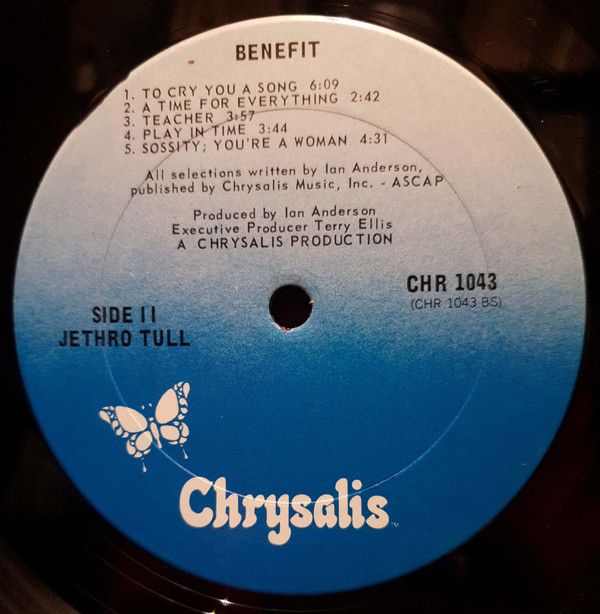 BENEFIT
1. TO CRY YOU A SONG 6:09
2. A TIME FOR EVERYTHING 2:42
3. TEACHER 3:57
4. PLAY IN TIME 3:44
5. SOSSITY; YOU'RE A WOMAN 4:31
All selections written by Ian Anderson,
published by Chrysalis Music, Inc. - ASCAP
Produced by Ian Anderson
Executive Producer Terry Ellis
A CHRYSALIS PRODUCTION
CHR 1043
(CHR 1043 BS)
SIDE II
JETHRO TULL
Chrysalis™